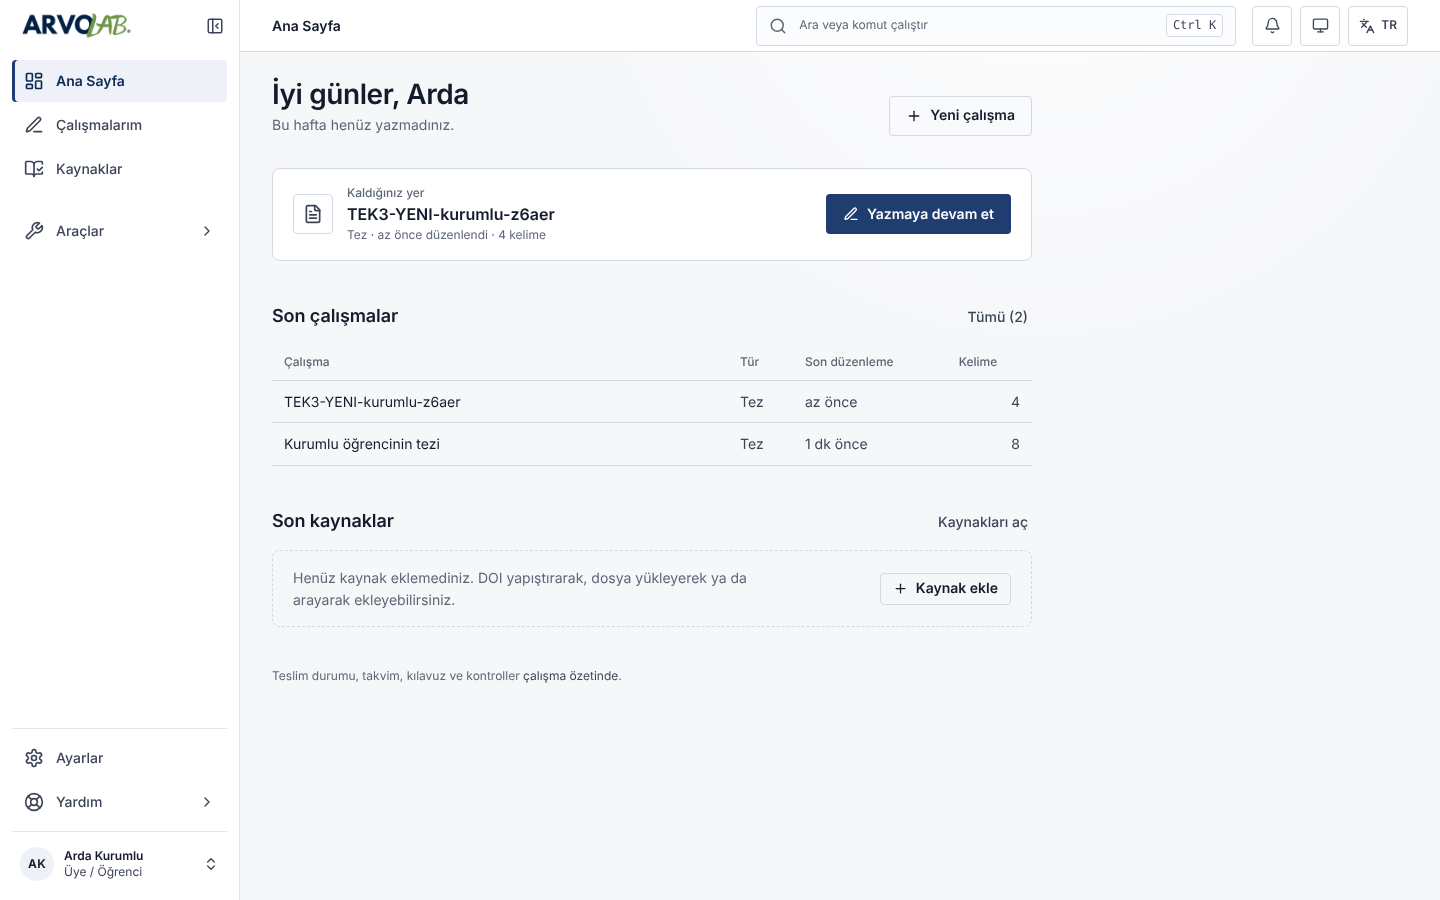 ARVOLAB.
Ana Sayfa
Çalışmalarım
Kaynaklar
Araçlar
Ayarlar
Yardım
AK
Arda Kurumlu
Üye / Öğrenci
Ana Sayfa
Ara veya komut çalıştır
Ctrl K
TR
İyi günler, Arda
Bu hafta henüz yazmadınız.
Yeni çalışma
Kaldığınız yer
TEK3-YENI-kurumlu-z6aer
Tez · az önce düzenlendi · 4 kelime
Yazmaya devam et
Son çalışmalar
Tümü (2)
Çalışma Tür Son düzenleme Kelime
TEK3-YENI-kurumlu-z6aer Tez az önce 4
Kurumlu öğrencinin tezi Tez 1 dk önce 8
Son kaynaklar
Kaynakları aç
Henüz kaynak eklemediniz. DOI yapıştırarak, dosya yükleyerek ya da
arayarak ekleyebilirsiniz.
Kaynak ekle
Teslim durumu, takvim, kılavuz ve kontroller çalışma özetinde.